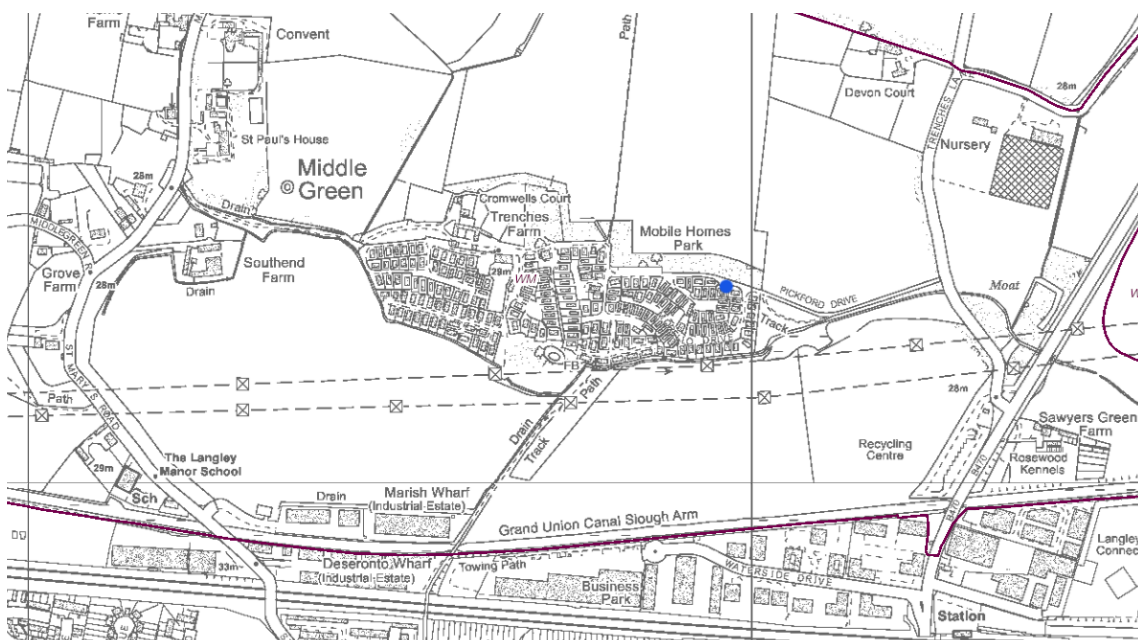 Home
Farm
Convent
Path
28m
Devon Court
TRENCHES LANE
Nursery
St Paul's House
Middle
Green
28m
Drain
Cromwells Court
Trenches
Farm
Mobile Homes
Park
MIDDLEGREEN R
Southend
Farm
Grove
Farm
28m
Drain
29m
WM
PICKFORD DRIVE
Moat
Track
W
FB
Path
Path
ST MARY'S ROAD
28m
Drain
Track
Sawyers Green
Farm
Recycling
Centre
Rosewood
Kennels
B470
The Langley
Manor School
29m
Sch
Drain
Marish Wharf
(Industrial Estate)
Grand Union Canal Slough Arm
B470
Langley
Connec
33m
Deseronto Wharf
(Industrial Estate)
Towing Path
Business
Park
WATERSIDE DRIVE
Station